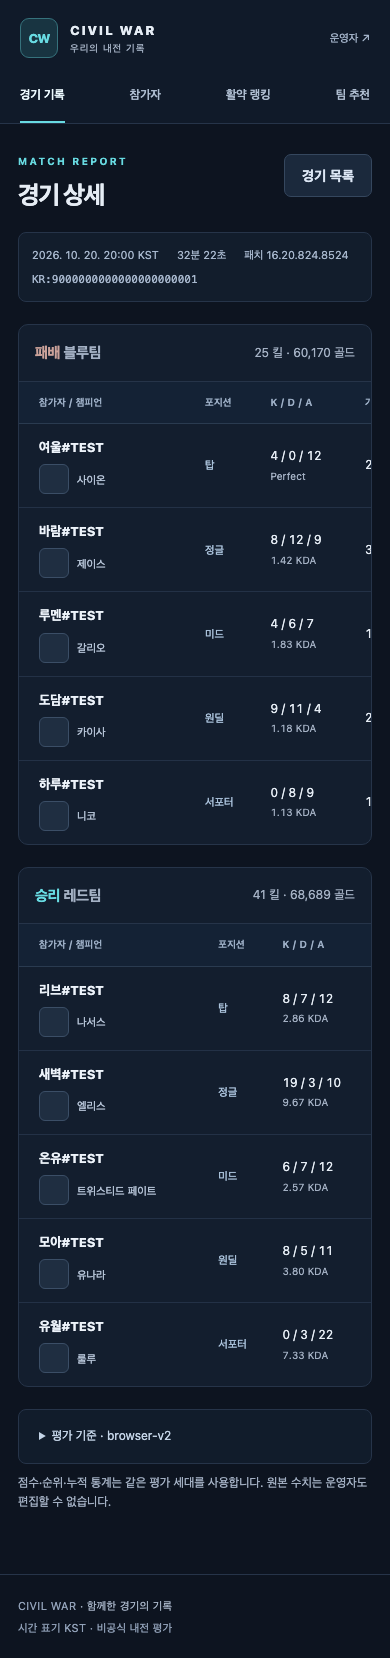 CW
CIVIL WAR
우리의 내전 기록
운영자 ↗
경기 기록 참가자 활약 랭킹 팀 추천
MATCH REPORT
경기 상세
경기 목록
2026. 10. 20. 20:00 KST 32분 22초 패치 16.20.824.8524
KR:9000000000000000000001
패배 블루팀 25 킬 · 60,170 골드
참가자 / 챔피언 포지션 K / D / A
여울#TEST
사이온
탑
4 / 0 / 12
Perfect
바람#TEST
제이스
정글
8 / 12 / 9
1.42 KDA
루멘#TEST
갈리오
미드
4 / 6 / 7
1.83 KDA
도담#TEST
카이사
원딜
9 / 11 / 4
1.18 KDA
하루#TEST
니코
서포터
0 / 8 / 9
1.13 KDA
승리 레드팀 41 킬 · 68,689 골드
참가자 / 챔피언 포지션 K / D / A
리브#TEST
나서스
탑
8 / 7 / 12
2.86 KDA
새벽#TEST
엘리스
정글
19 / 3 / 10
9.67 KDA
온유#TEST
트위스티드 페이트
미드
6 / 7 / 12
2.57 KDA
모아#TEST
유나라
원딜
8 / 5 / 11
3.80 KDA
유월#TEST
룰루
서포터
0 / 3 / 22
7.33 KDA
▶ 평가 기준 · browser-v2
점수·순위·누적 통계는 같은 평가 세대를 사용합니다. 원본 수치는 운영자도
편집할 수 없습니다.
CIVIL WAR · 함께한 경기의 기록
시간 표기 KST · 비공식 내전 평가